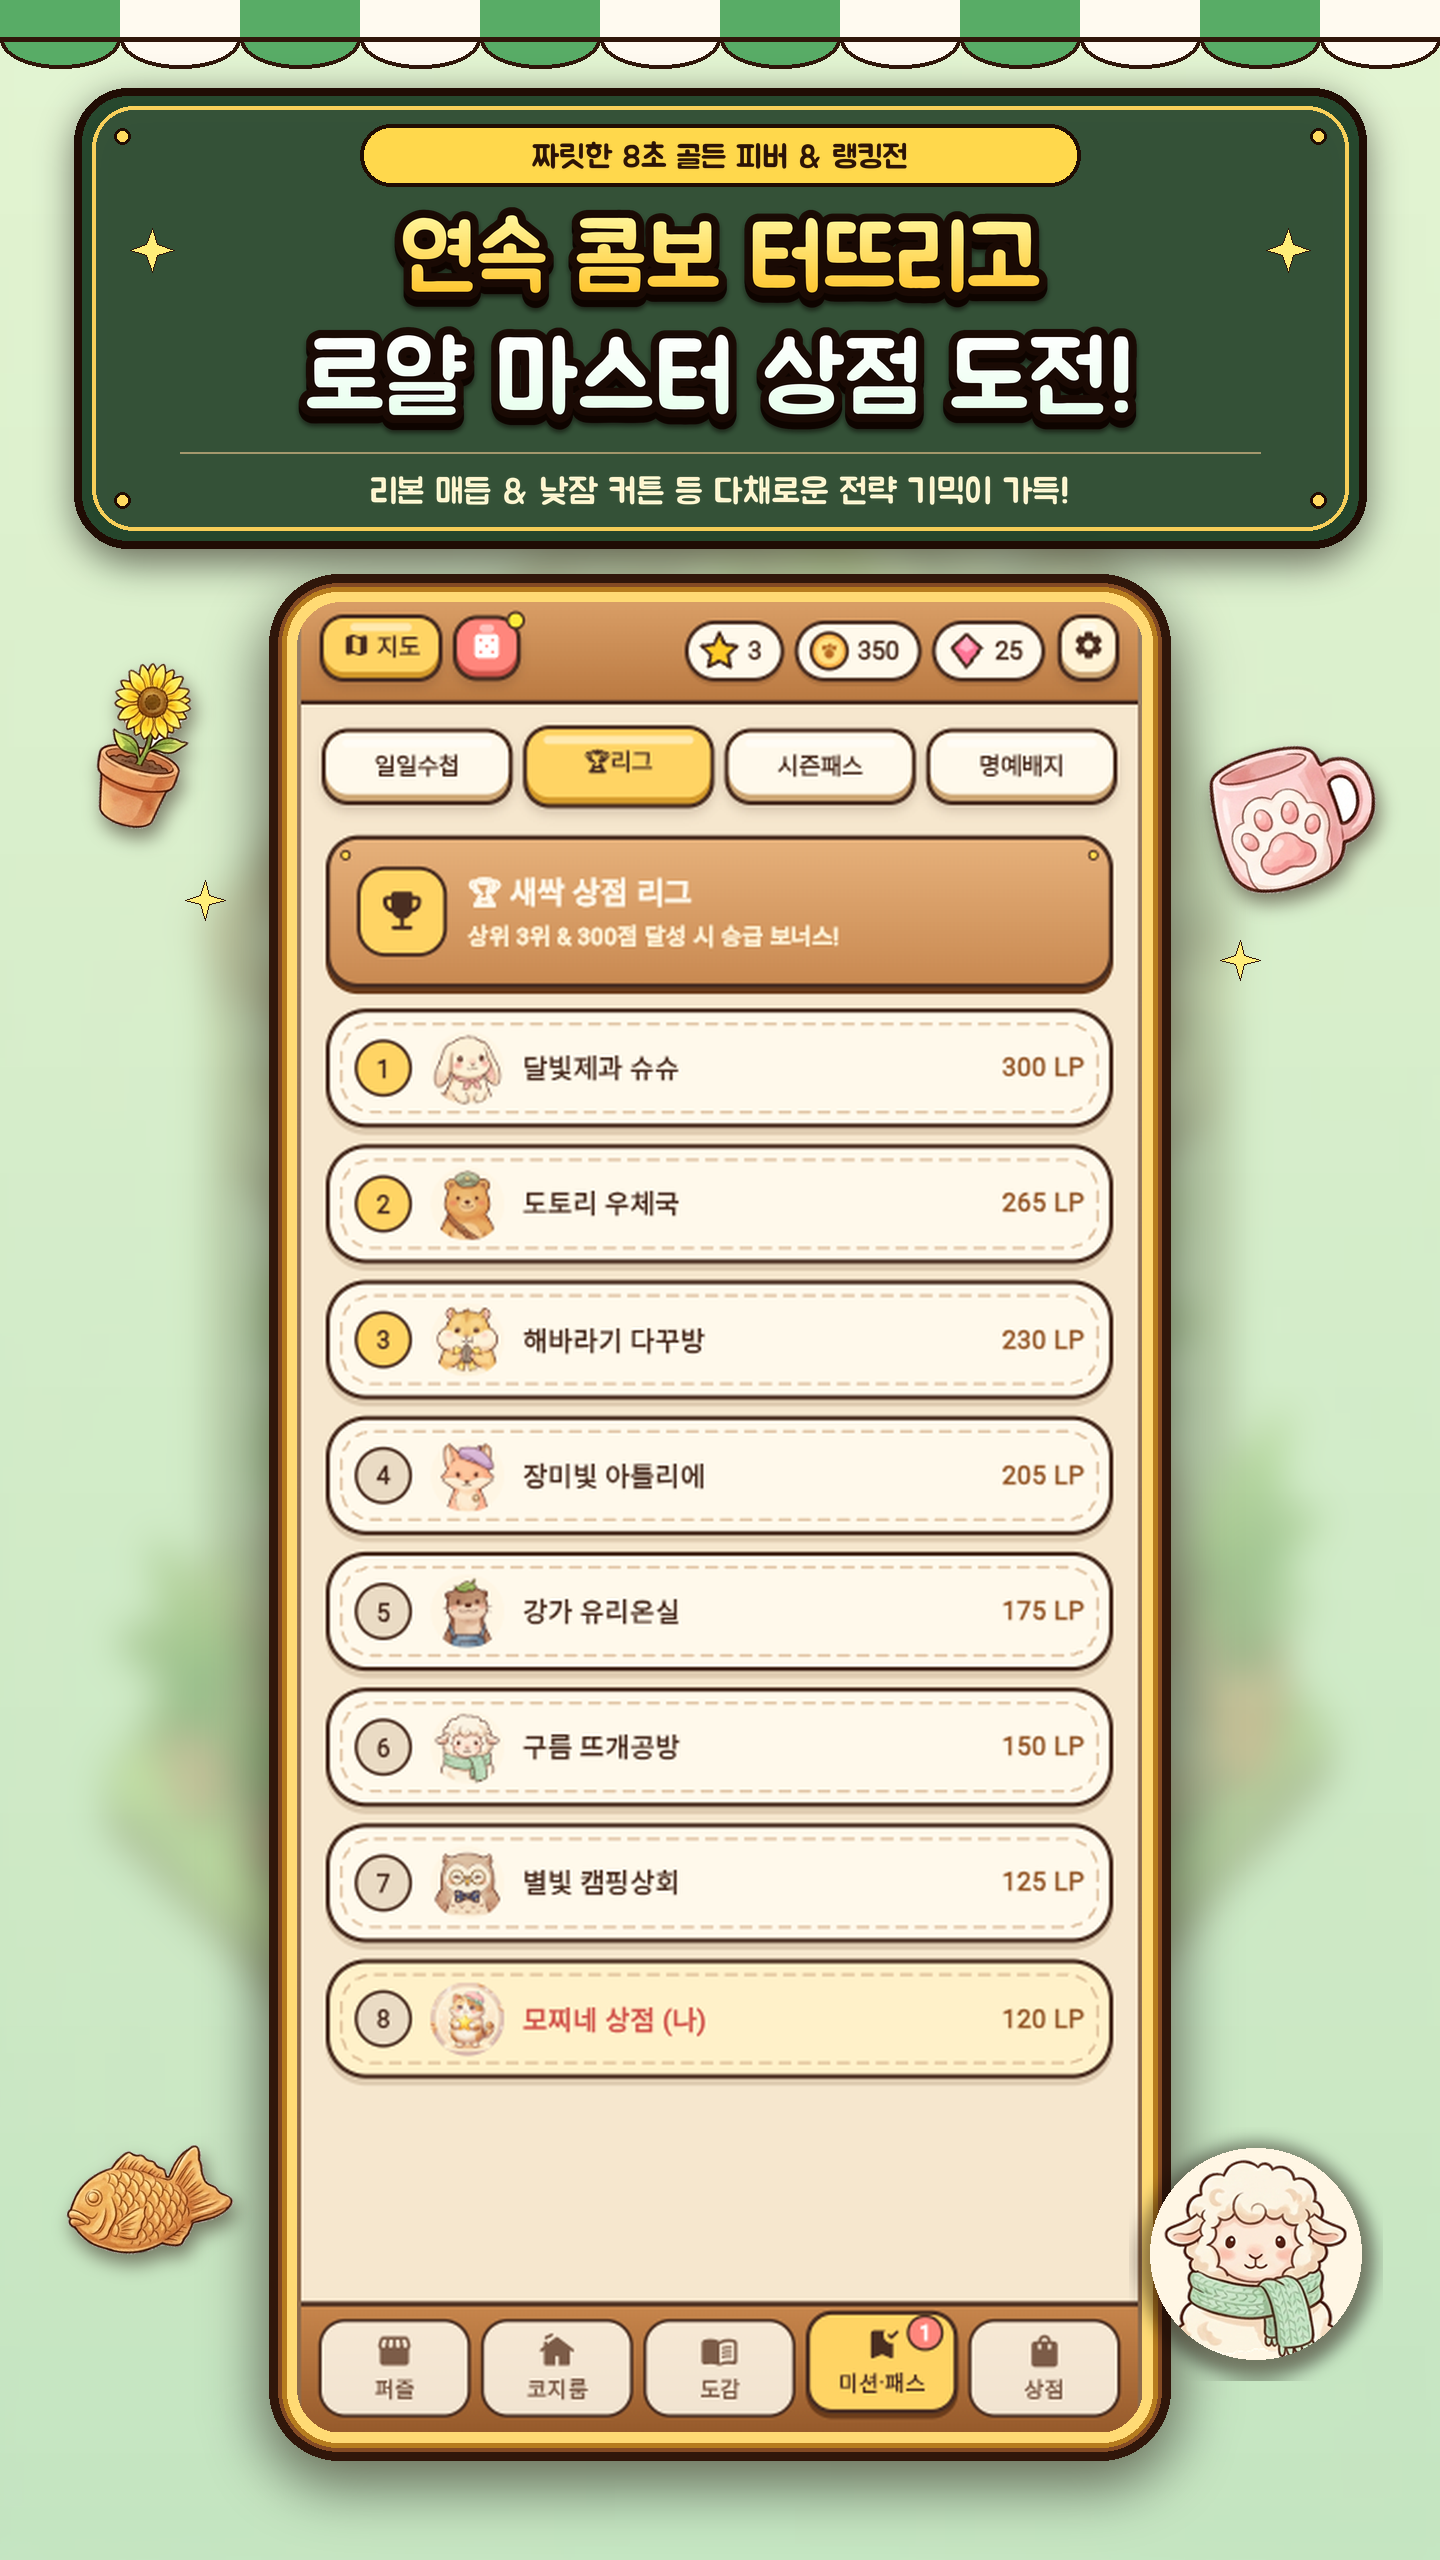 짜릿한 8초 골든 피버 & 랭킹전
연속 콤보 터뜨리고
로얄 마스터 상점 도전!
리본 매듭 & 낮잠 커튼 등 다채로운 전략 기믹이 가득!
지도 3 350 25
일일수첩 리그 시즌패스 명예배지
새싹 상점 리그
상위 3위 & 300점 달성 시 승급 보너스!
1 달빛제과 슈슈 300 LP
2 도토리 우체국 265 LP
3 해바라기 다꾸방 230 LP
4 장미빛 아틀리에 205 LP
5 강가 유리온실 175 LP
6 구름 뜨개공방 150 LP
7 별빛 캠핑상회 125 LP
8 모찌네 상점 (나) 120 LP
1
퍼즐 코지룸 도감 미션·패스 상점